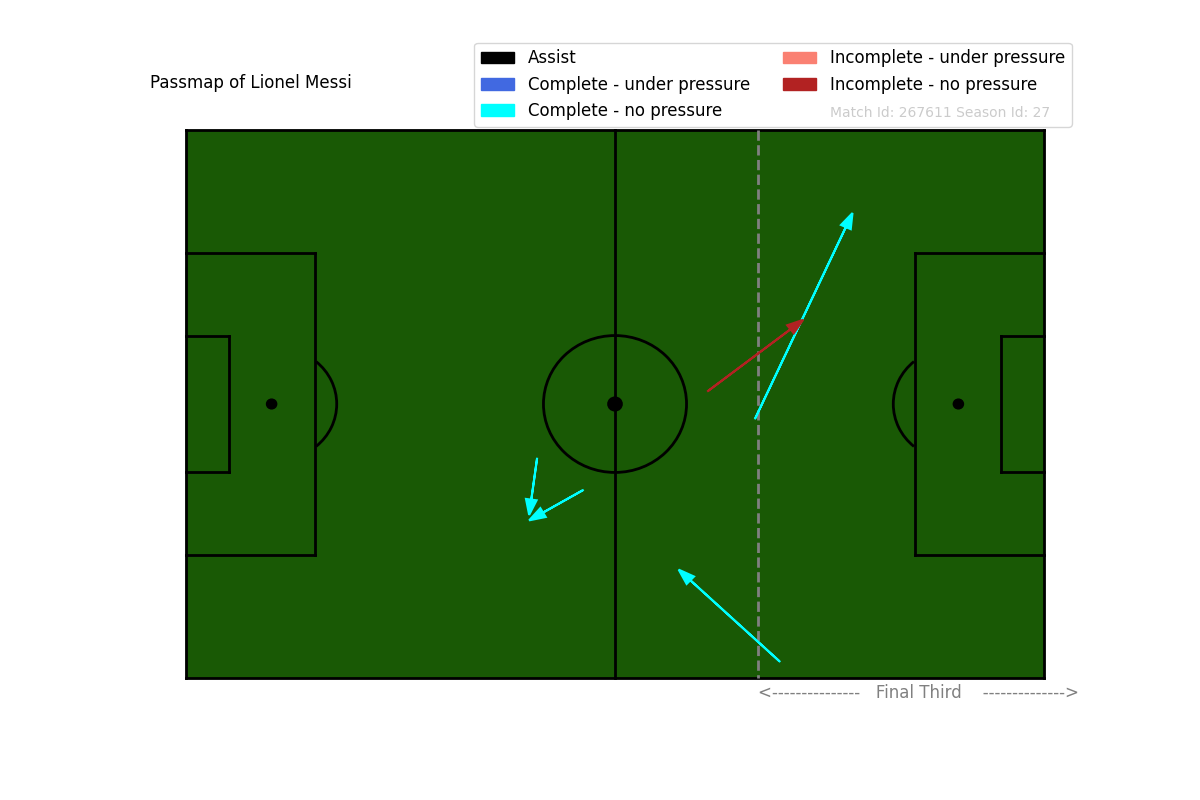 Passmap of Lionel Messi
Assist
Complete - under pressure
Complete - no pressure
Incomplete - under pressure
Incomplete - no pressure
Match Id: 267611 Season Id: 27
<--------------- Final Third -------------->